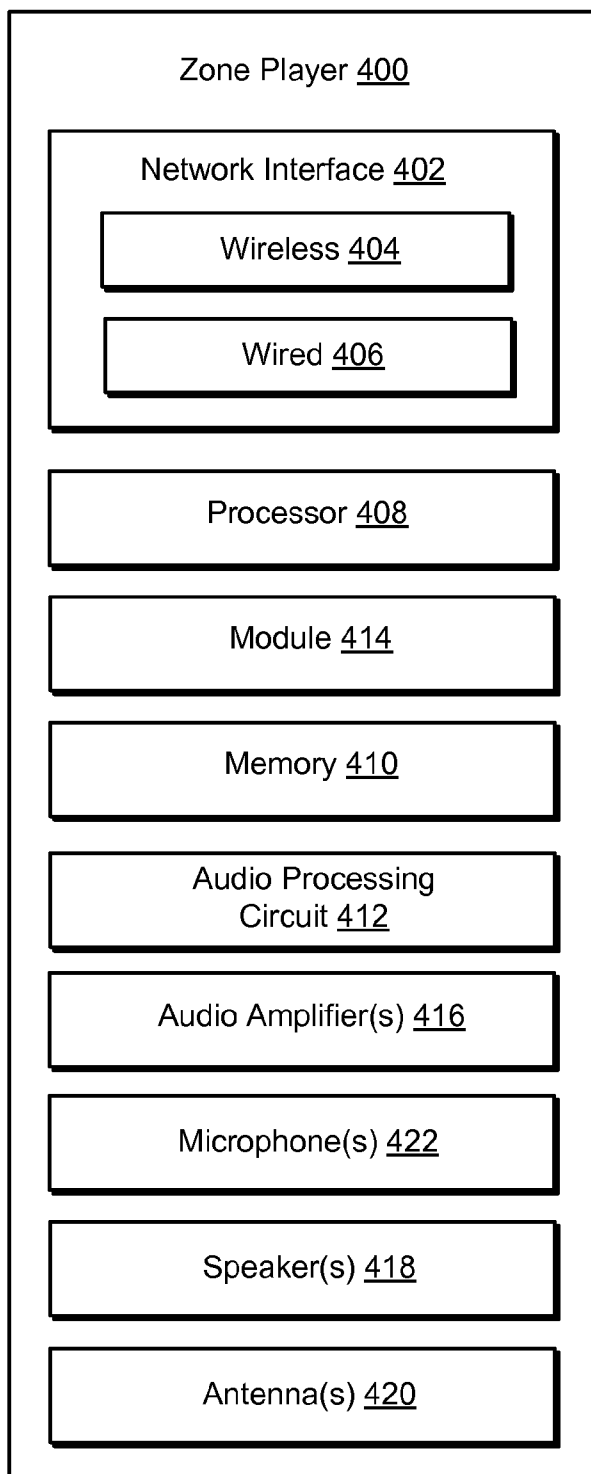 Zone Player 400
Network Interface 402
Wireless 404
Wired 406
Processor 408
Module 414
Memory 410
Audio Processing
Circuit 412
Audio Amplifier(s) 416
Microphone(s) 422
Speaker(s) 418
Antenna(s) 420